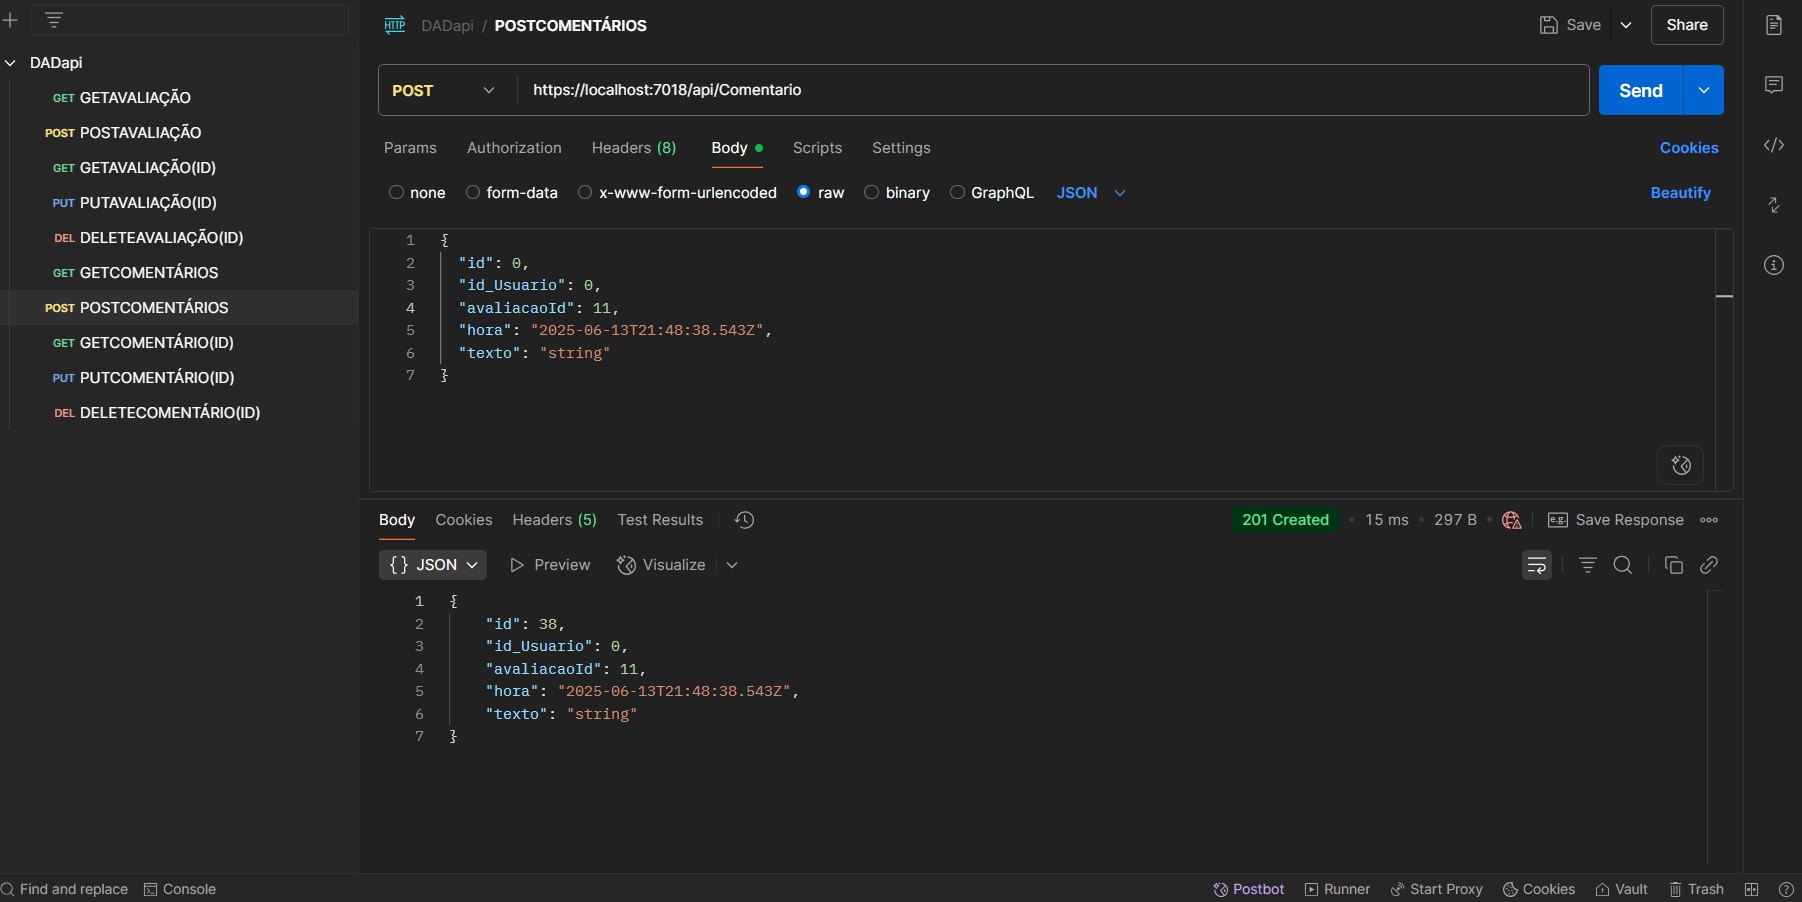 DADapi / POSTCOMENTÁRIOS
Save
Share
DADapi
GET GETAVALIAÇÃO
POST POSTAVALIAÇÃO
GET GETAVALIAÇÃO(ID)
PUT PUTAVALIAÇÃO(ID)
DEL DELETEAVALIAÇÃO(ID)
GET GETCOMENTÁRIOS
POST POSTCOMENTÁRIOS
GET GETCOMENTÁRIO(ID)
PUT PUTCOMENTÁRIO(ID)
DEL DELETECOMENTÁRIO(ID)
POST https://localhost:7018/api/Comentario Send
Params Authorization Headers (8) Body Scripts Settings Cookies
none form-data x-www-form-urlencoded raw binary GraphQL JSON Beautify
1 {
2 "id": 0,
3 "id_Usuario": 0,
4 "avaliacaoId": 11,
5 "hora": "2025-06-13T21:48:38.543Z",
6 "texto": "string"
7 }
Body Cookies Headers (5) Test Results 201 Created • 15 ms • 297 B • e.g. Save Response
{} JSON Preview Visualize
1 {
2 "id": 38,
3 "id_Usuario": 0,
4 "avaliacaoId": 11,
5 "hora": "2025-06-13T21:48:38.543Z",
6 "texto": "string"
7 }
Find and replace Console Postbot Runner Start Proxy Cookies Vault Trash